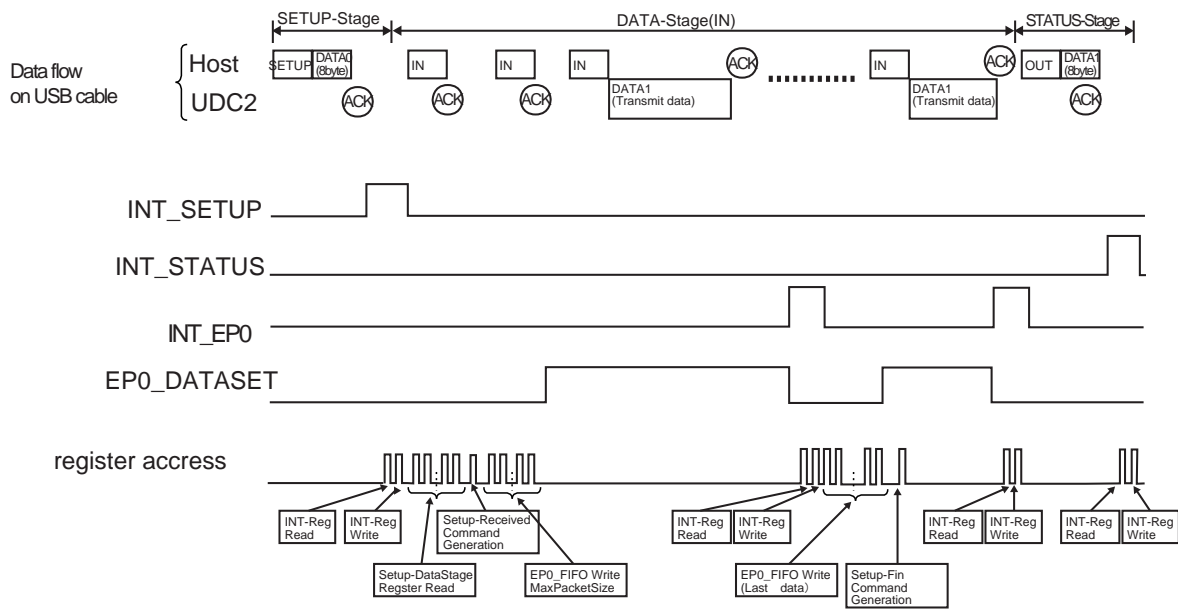 SETUP-Stage
DATA-Stage(IN)
STATUS-Stage
Data flow
on USB cable
Host
UDC2
SETUP
DATA0
(8byte)
ACK
IN
ACK
IN
ACK
IN
DATA1
(Transmit data)
ACK
IN
DATA1
(Transmit data)
ACK
OUT
DATA1
(8byte)
ACK
INT_SETUP
INT_STATUS
INT_EP0
EP0_DATASET
register accress
INT-Reg
Read
INT-Reg
Write
Setup-DataStage
Regster Read
Setup-Received
Command
Generation
EP0_FIFO Write
MaxPacketSize
INT-Reg
Read
INT-Reg
Write
EP0_FIFO Write
(Last data)
Setup-Fin
Command
Generation
INT-Reg
Read
INT-Reg
Write
INT-Reg
Read
INT-Reg
Write